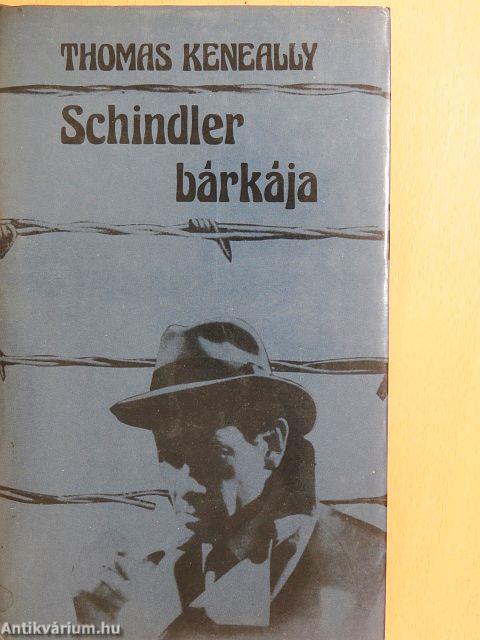 THOMAS KENEALLY
Schindler
bárkája
Antikvárium.hu